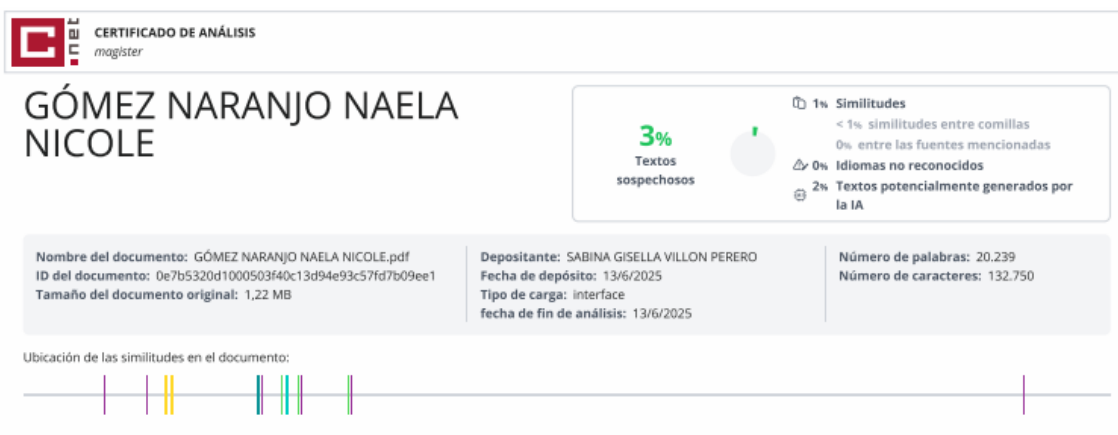 .net
CERTIFICADO DE ANÁLISIS
magister
GÓMEZ NARANJO NAELA
NICOLE
3%
Textos
sospechosos
1% Similitudes
< 1% similitudes entre comillas
0% entre las fuentes mencionadas
0% Idiomas no reconocidos
2% Textos potencialmente generados por
la IA
Nombre del documento: GÓMEZ NARANJO NAELA NICOLE.pdf
ID del documento: 0e7b5320d1000503f40c13d94e93c57fd7b09ee1
Tamaño del documento original: 1,22 MB
Depositante: SABINA GISELLA VILLON PERERO
Fecha de depósito: 13/6/2025
Tipo de carga: interface
fecha de fin de análisis: 13/6/2025
Número de palabras: 20.239
Número de caracteres: 132.750
Ubicación de las similitudes en el documento: